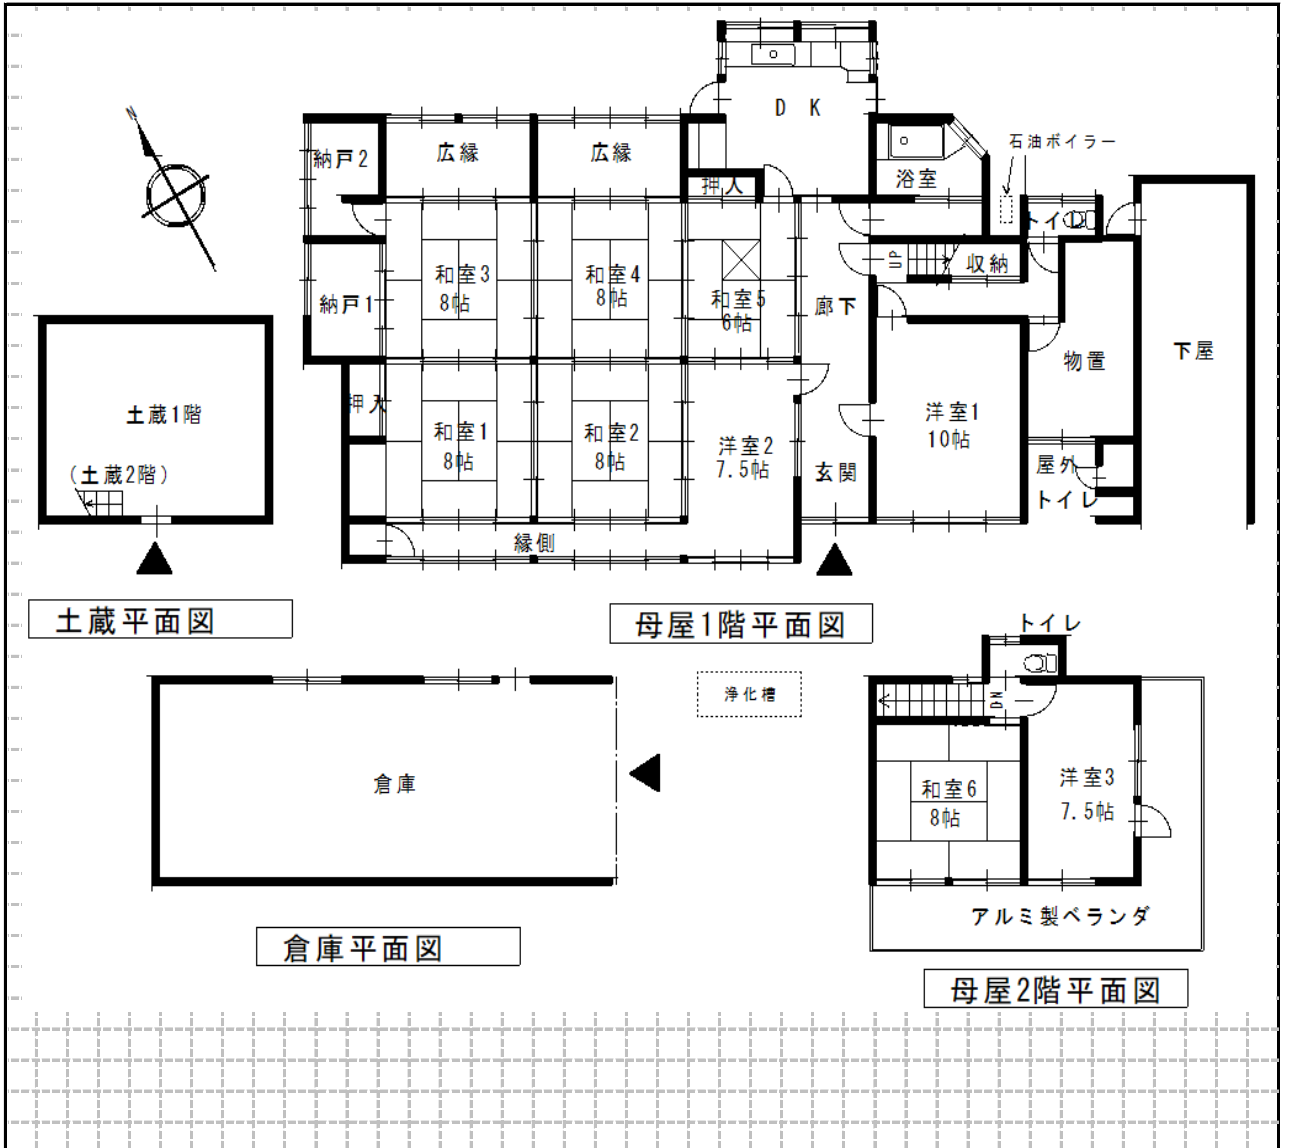 N
DK
石油ボイラー
納戸2
広縁
広縁
押入
浴室
トイレ
UP
収納
和室3
8帖
和室4
8帖
和室5
6帖
納戸1
廊下
物置
下屋
土蔵1階
(土蔵2階)
押入
和室1
8帖
和室2
8帖
洋室2
7.5帖
洋室1
10帖
玄関
屋外
トイレ
縁側
土蔵平面図
母屋1階平面図
トイレ
浄化槽
DN
倉庫
和室6
8帖
洋室3
7.5帖
アルミ製ベランダ
倉庫平面図
母屋2階平面図